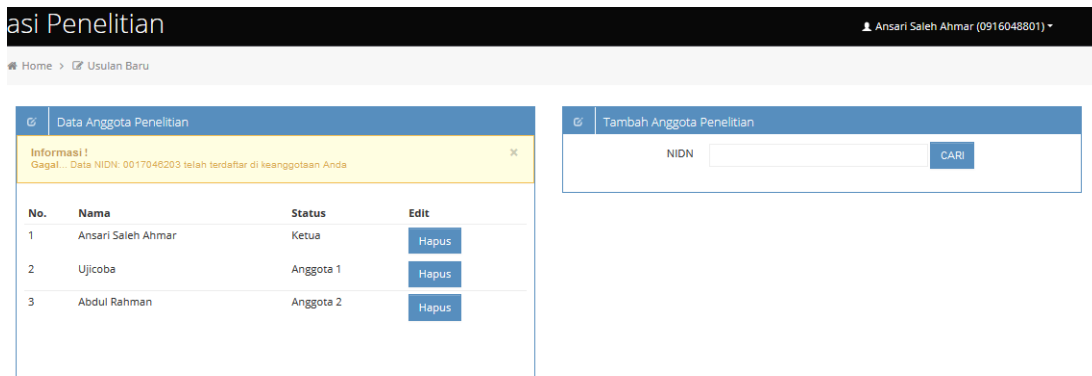 asi Penelitian
Ansari Saleh Ahmar (0916048801)
Home > Usulan Baru
Data Anggota Penelitian
Informasi !
Gagal... Data NIDN: 0017046203 telah terdaftar di keanggotaan Anda
×
No. Nama Status Edit
1 Ansari Saleh Ahmar Ketua Hapus
2 Ujicoba Anggota 1 Hapus
3 Abdul Rahman Anggota 2 Hapus
Tambah Anggota Penelitian
NIDN CARI